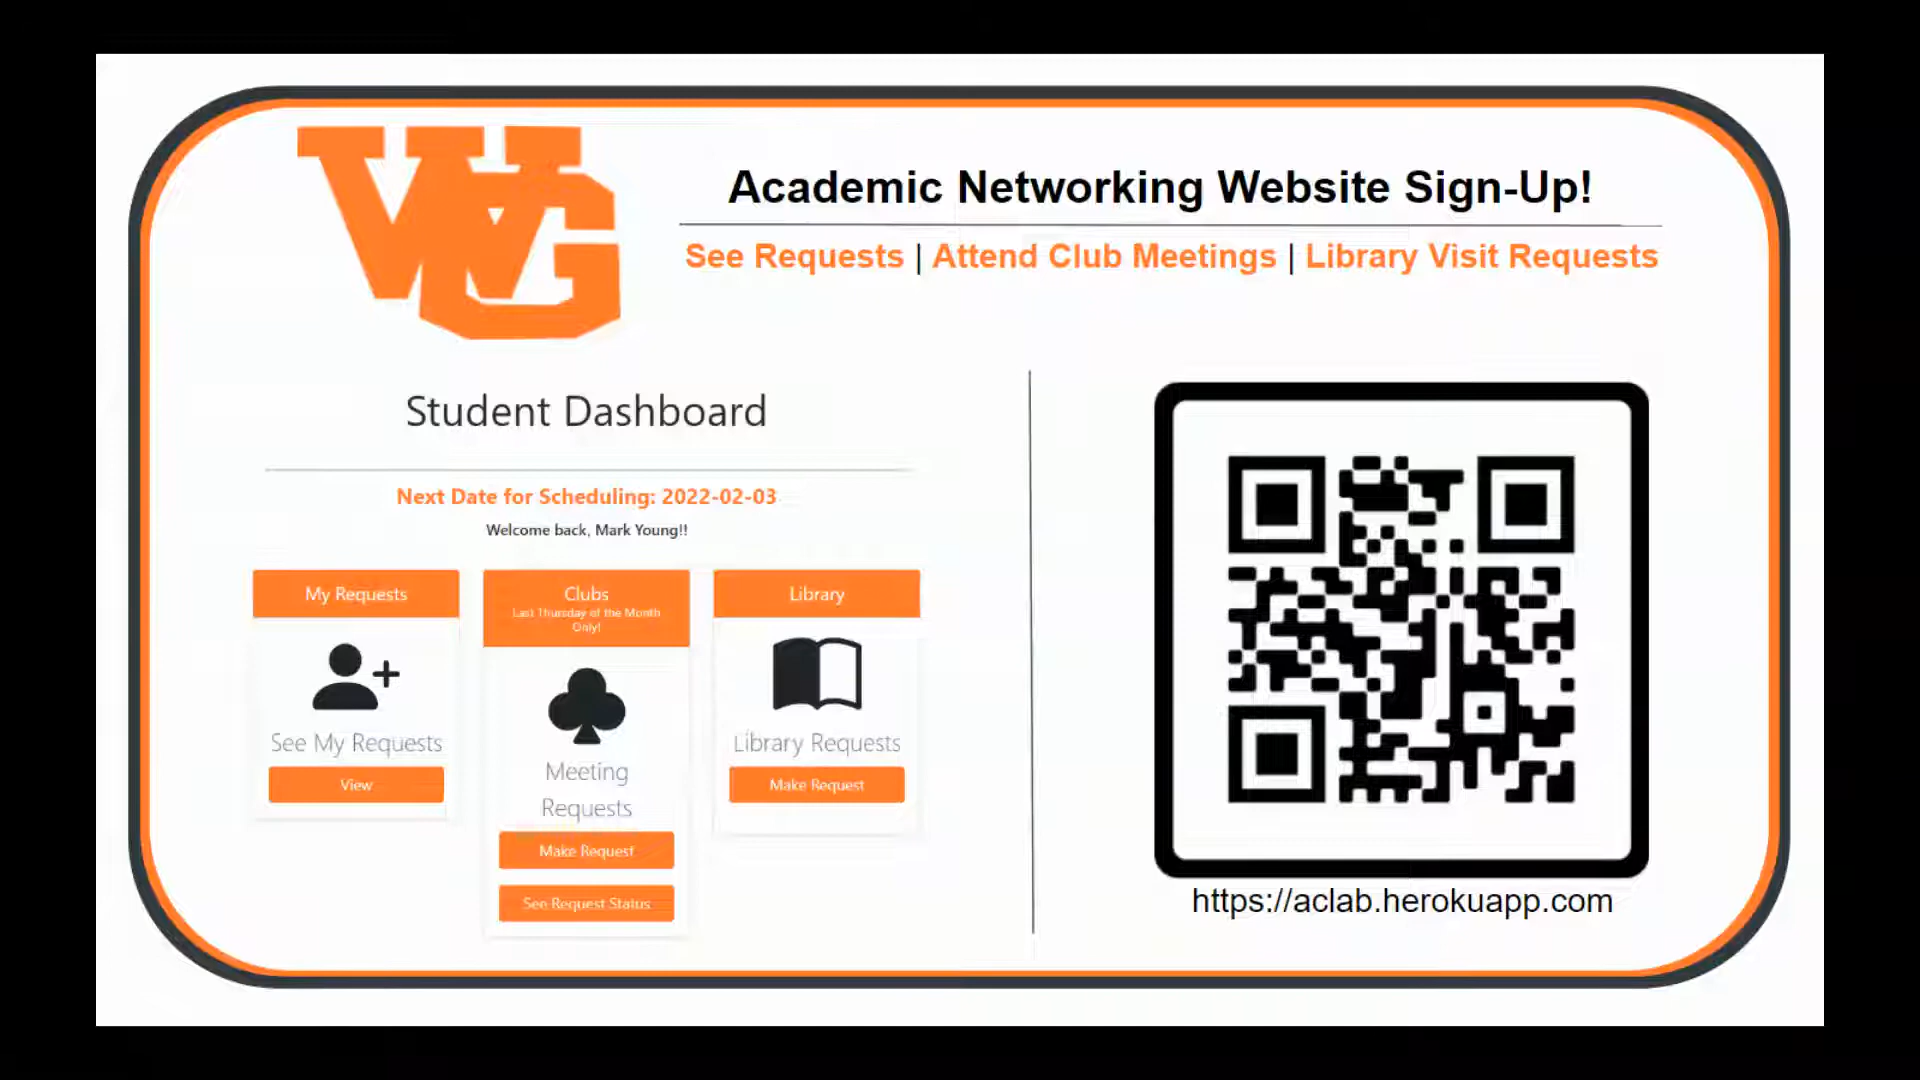 WG
Academic Networking Website Sign-Up!
See Requests | Attend Club Meetings | Library Visit Requests
Student Dashboard
Next Date for Scheduling: 2022-02-03
Welcome back, Mark Young!!
My Requests
See My Requests
View
Clubs
Last Thursday of the Month
Only!
Meeting
Requests
Make Request
See Request Status
Library
Library Requests
Make Request
https://aclab.herokuapp.com